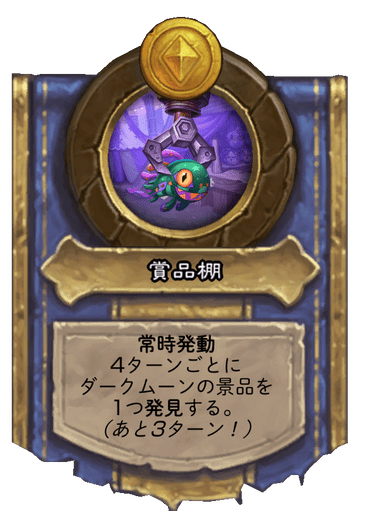 賞品棚
常時発動
4ターンごとに
ダークムーンの景品を
1つ発見する。
(あと3ターン！)